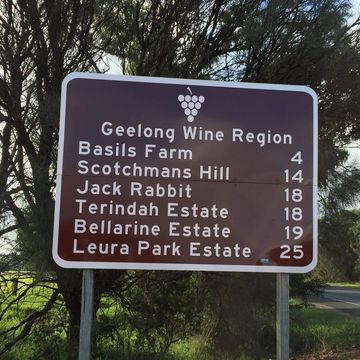 Geelong Wine Region
Basils Farm 4
Scotchmans Hill 14
Jack Rabbit 18
Terindah Estate 18
Bellarine Estate 19
Leura Park Estate 25